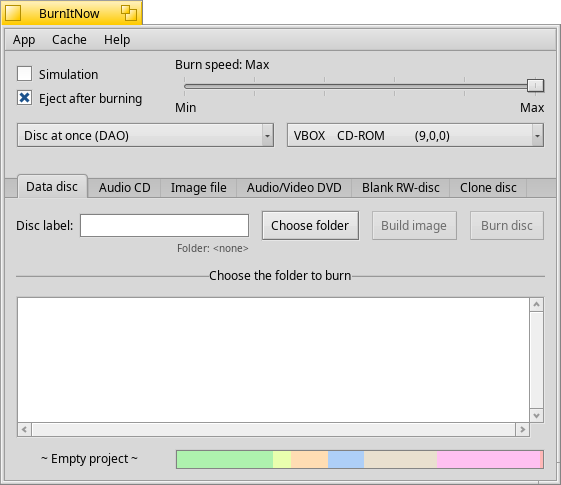 BurnItNow
App Cache Help
Simulation
Eject after burning
Burn speed: Max
Min Max
Disc at once (DAO)
VBOX CD-ROM (9,0,0)
Data disc Audio CD Image file Audio/Video DVD Blank RW-disc Clone disc
Disc label:
Choose folder
Build image
Burn disc
Folder: <none>
Choose the folder to burn
~ Empty project ~